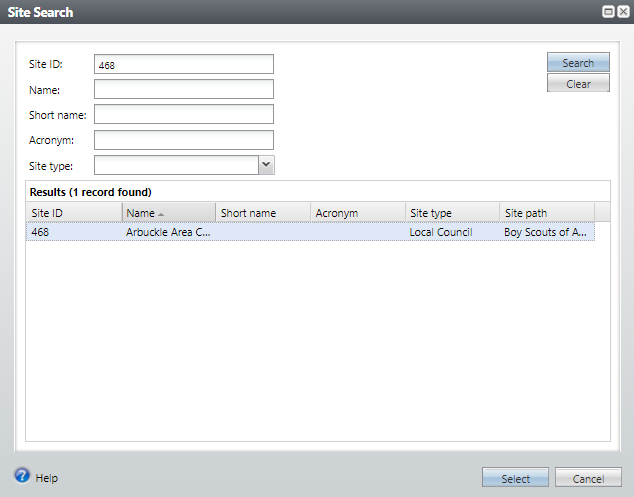 Site Search
Site ID: 468 Search
Name: Clear
Short name:
Acronym:
Site type:
Results (1 record found)
Site ID Name Short name Acronym Site type Site path
468 Arbuckle Area C... Local Council Boy Scouts of A...
? Help Select Cancel